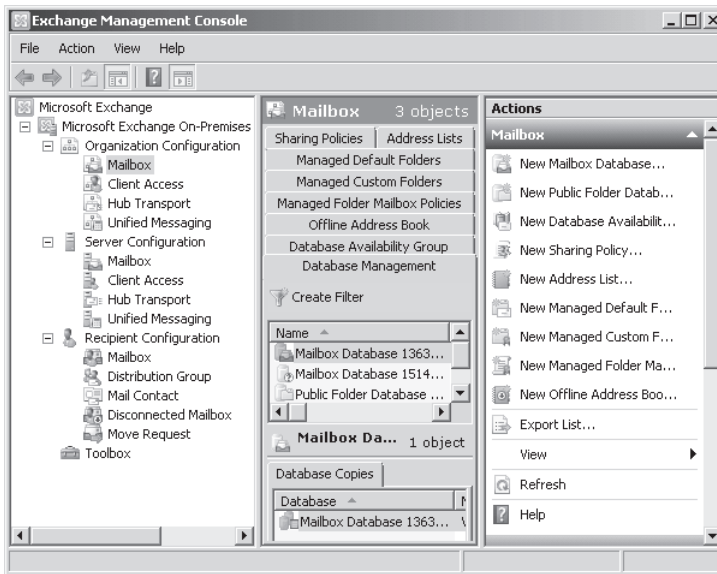 Exchange Management Console
File Action View Help
Microsoft Exchange
Microsoft Exchange On-Premises
Organization Configuration
Mailbox
Client Access
Hub Transport
Unified Messaging
Server Configuration
Mailbox
Client Access
Hub Transport
Unified Messaging
Recipient Configuration
Mailbox
Distribution Group
Mail Contact
Disconnected Mailbox
Move Request
Toolbox
Mailbox 3 objects
Sharing Policies Address Lists
Managed Default Folders
Managed Custom Folders
Managed Folder Mailbox Policies
Offline Address Book
Database Availability Group
Database Management
Create Filter
Name
Mailbox Database 1363...
Mailbox Database 1514...
Public Folder Database ...
Mailbox Da... 1 object
Database Copies
Database
Mailbox Database 1363...
Actions
Mailbox
New Mailbox Database...
New Public Folder Datab...
New Database Availabilit...
New Sharing Policy...
New Address List...
New Managed Default F...
New Managed Custom F...
New Managed Folder Ma...
New Offline Address Boo...
Export List...
View
Refresh
Help